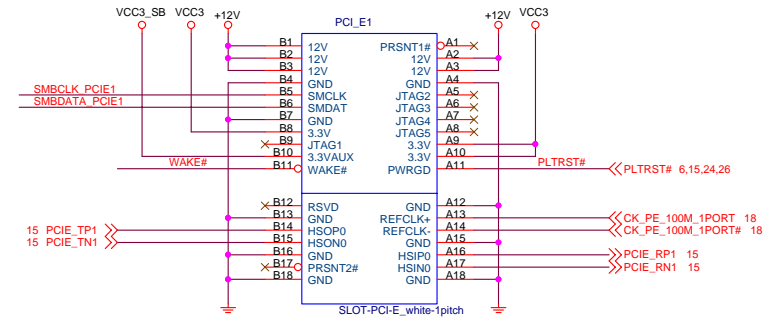 VCC3_SB VCC3 +12V +12V VCC3
PCI_E1
B1 12V PRSNT1# A1
B2 12V 12V A2
B3 12V 12V A3
B4 GND GND A4
SMBCLK_PCIE1 B5 SMCLK JTAG2 A5
SMBDATA_PCIE1 B6 SMDAT JTAG3 A6
B7 GND JTAG4 A7
B8 3.3V JTAG5 A8
B9 JTAG1 3.3V A9
B10 3.3VAUX 3.3V A10
WAKE# B11 WAKE# PWRGD A11 PLTRST# PLTRST# 6,15,24,26
B12 RSVD GND A12
B13 GND REFCLK+ A13 CK_PE_100M_1PORT 18
15 PCIE_TP1 B14 HSOP0 REFCLK- A14 CK_PE_100M_1PORT# 18
15 PCIE_TN1 B15 HSON0 GND A15
B16 GND HSIP0 A16 PCIE_RP1 15
B17 PRSNT2# HSIN0 A17 PCIE_RN1 15
B18 GND GND A18
SLOT-PCI-E_white-1pitch